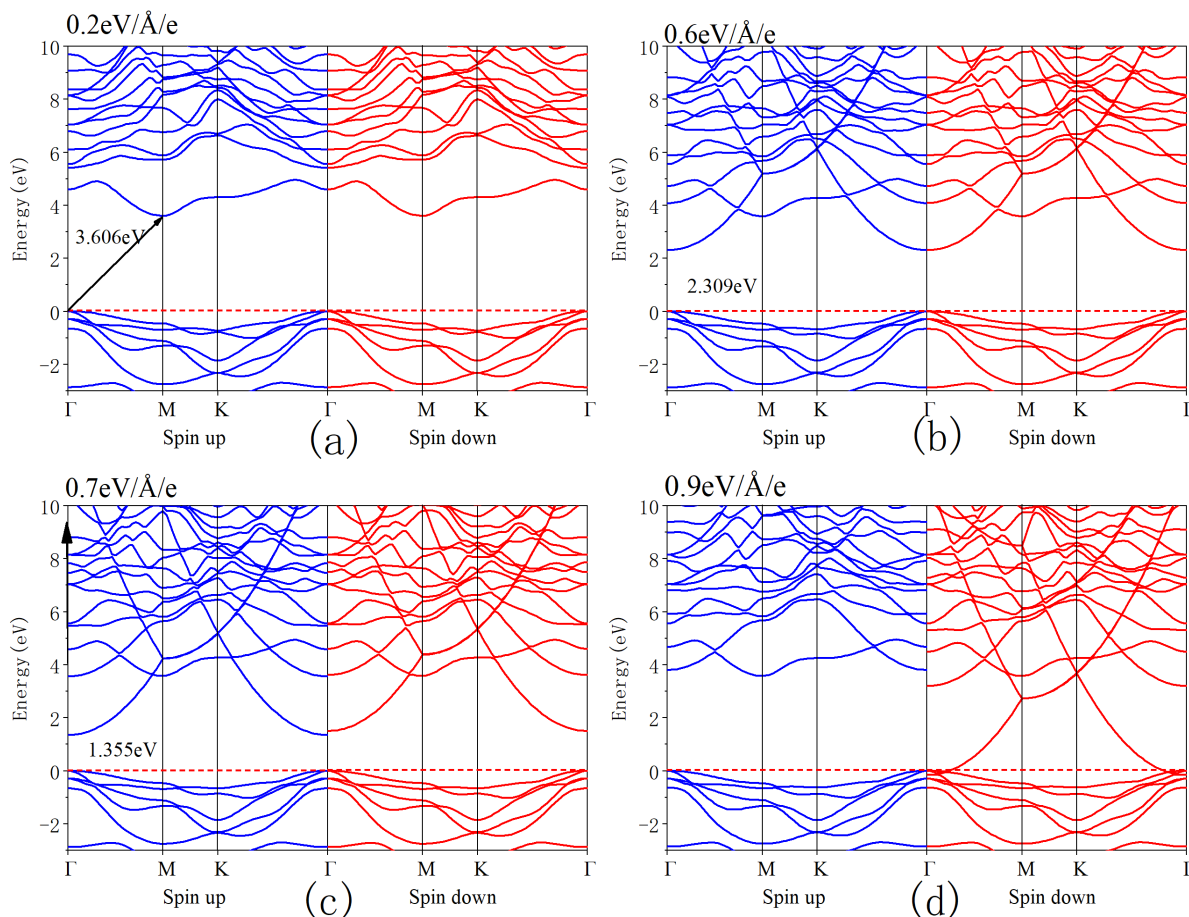 0.2eV/Å/e
10
8
6
4
2
0
−2
Energy(eV)
3.606eV
Γ M K Γ M K Γ
Spin up (a) Spin down
0.6eV/Å/e
10
8
6
4
2
0
−2
Energy(eV)
2.309eV
Γ M K Γ M K Γ
Spin up (b) Spin down
0.7eV/Å/e
10
8
6
4
2
0
−2
Energy(eV)
1.355eV
Γ M K Γ M K Γ
Spin up (c) Spin down
0.9eV/Å/e
10
8
6
4
2
0
−2
Energy(eV)
Γ M K Γ M K Γ
Spin up (d) Spin down